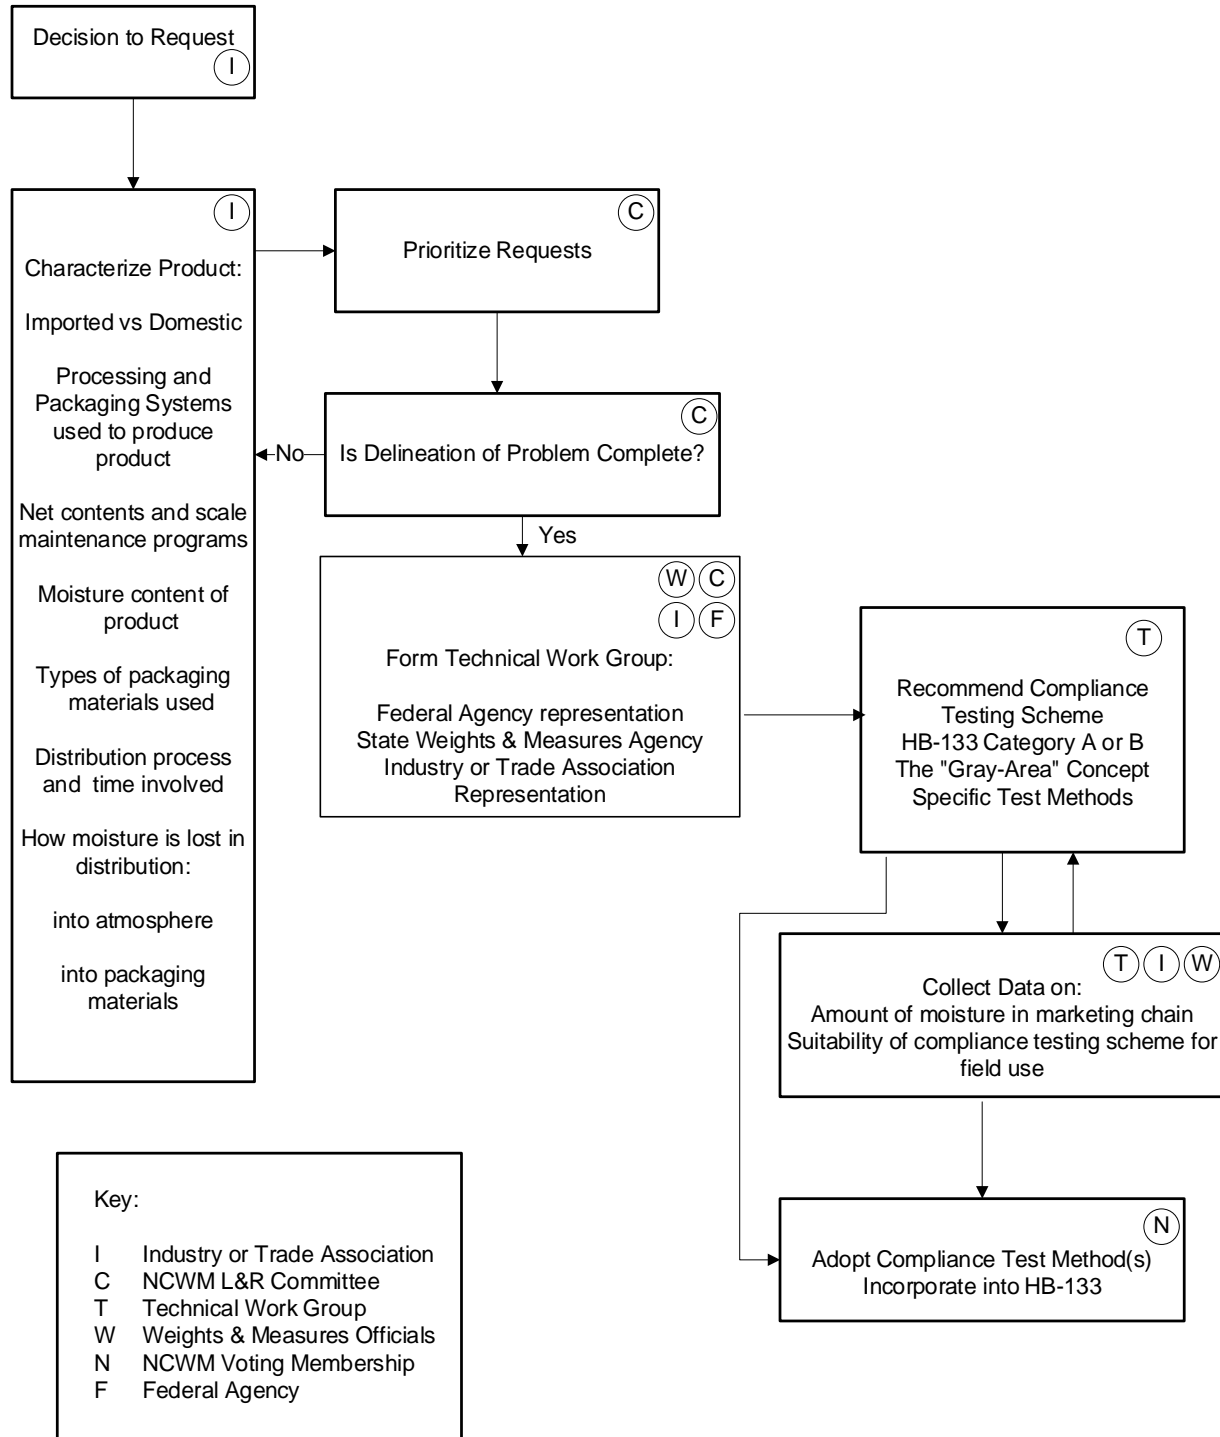 Decision to Request
I
I
Characterize Product:
Imported vs Domestic
Processing and
Packaging Systems
used to produce
product
Net contents and scale
maintenance programs
Moisture content of
product
Types of packaging
materials used
Distribution process
and time involved
How moisture is lost in
distribution:
into atmosphere
into packaging
materials
C
Prioritize Requests
C
Is Delineation of Problem Complete?
No
Yes
W C
I F
Form Technical Work Group:
Federal Agency representation
State Weights & Measures Agency
Industry or Trade Association
Representation
T
Recommend Compliance
Testing Scheme
HB-133 Category A or B
The "Gray-Area" Concept
Specific Test Methods
T I W
Collect Data on:
Amount of moisture in marketing chain
Suitability of compliance testing scheme for
field use
N
Adopt Compliance Test Method(s)
Incorporate into HB-133
Key:
I Industry or Trade Association
C NCWM L&R Committee
T Technical Work Group
W Weights & Measures Officials
N NCWM Voting Membership
F Federal Agency